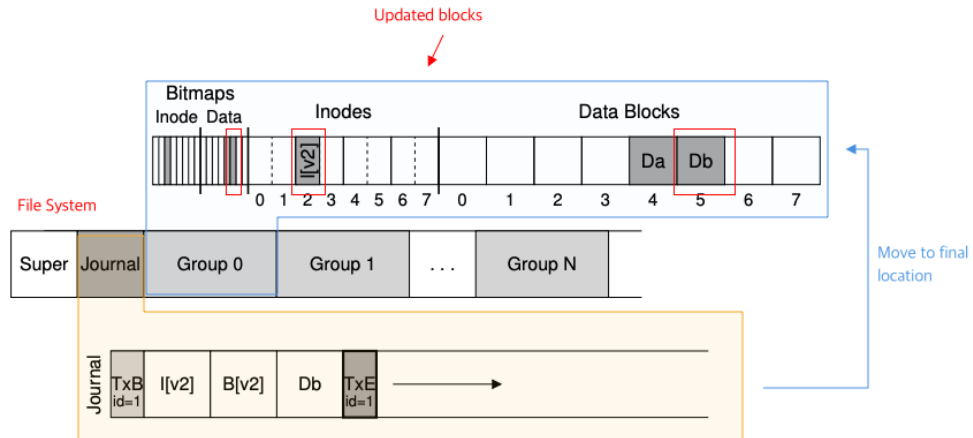 Updated blocks
Bitmaps
Inode Data
Inodes
Data Blocks
I[v2]
Da
Db
0 1 2 3 4 5 6 7 0 1 2 3 4 5 6 7
File System
Super
Journal
Group 0
Group 1
. . .
Group N
Move to final
location
Journal
TxB
id=1
I[v2]
B[v2]
Db
TxE
id=1